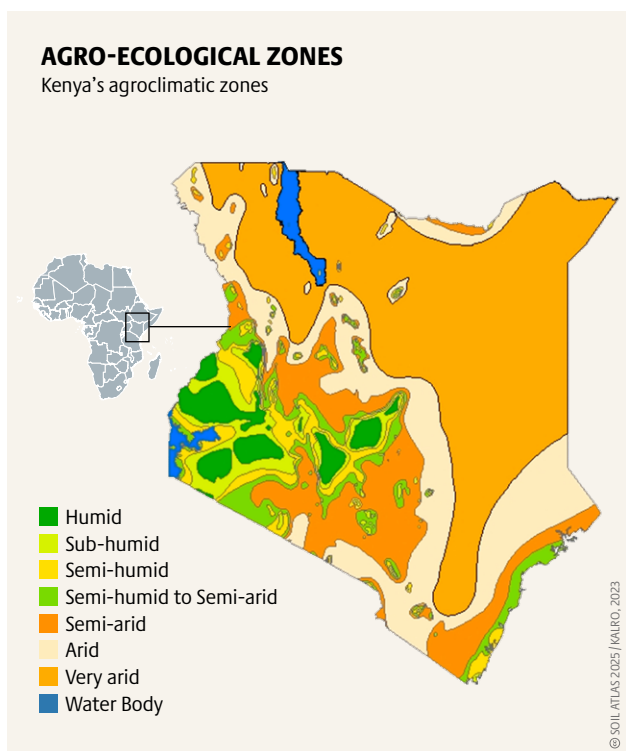 AGRO-ECOLOGICAL ZONES
Kenya's agroclimatic zones
Humid
Sub-humid
Semi-humid
Semi-humid to Semi-arid
Semi-arid
Arid
Very arid
Water Body
© SOIL ATLAS 2025 / KALRO, 2023